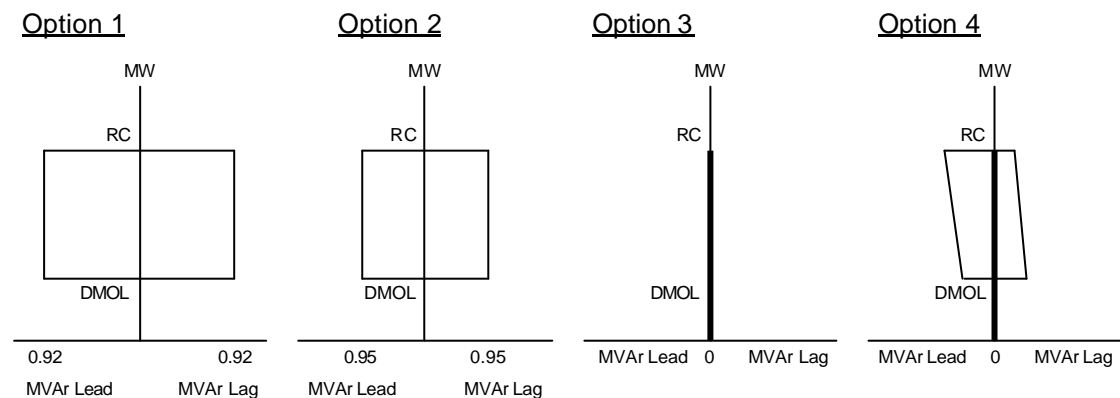 Option 1
MW
RC
DMOL
0.92 0.92
MVAr Lead MVAr Lag
Option 2
MW
RC
DMOL
0.95 0.95
MVAr Lead MVAr Lag
Option 3
MW
RC
DMOL
MVAr Lead 0 MVAr Lag
Option 4
MW
RC
DMOL
MVAr Lead 0 MVAr Lag